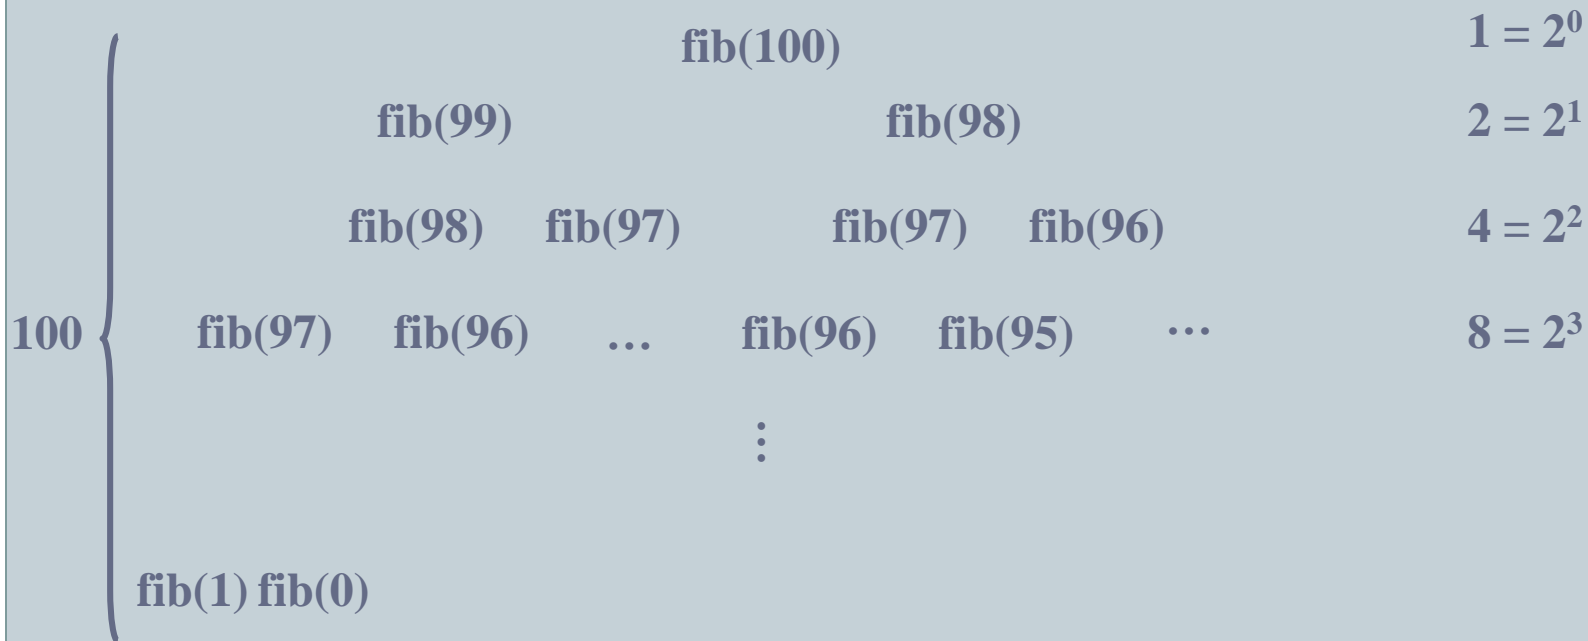 fib(100) 1 = 2⁰
fib(99) fib(98) 2 = 2¹
fib(98) fib(97) fib(97) fib(96) 4 = 2²
100 fib(97) fib(96) … fib(96) fib(95) … 8 = 2³
⋮
fib(1) fib(0)